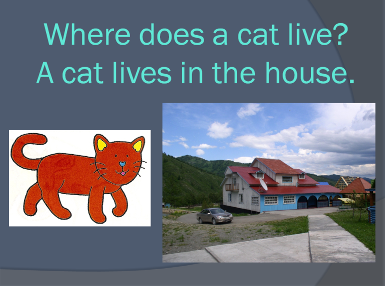 Where does a cat live?
A cat lives in the house.